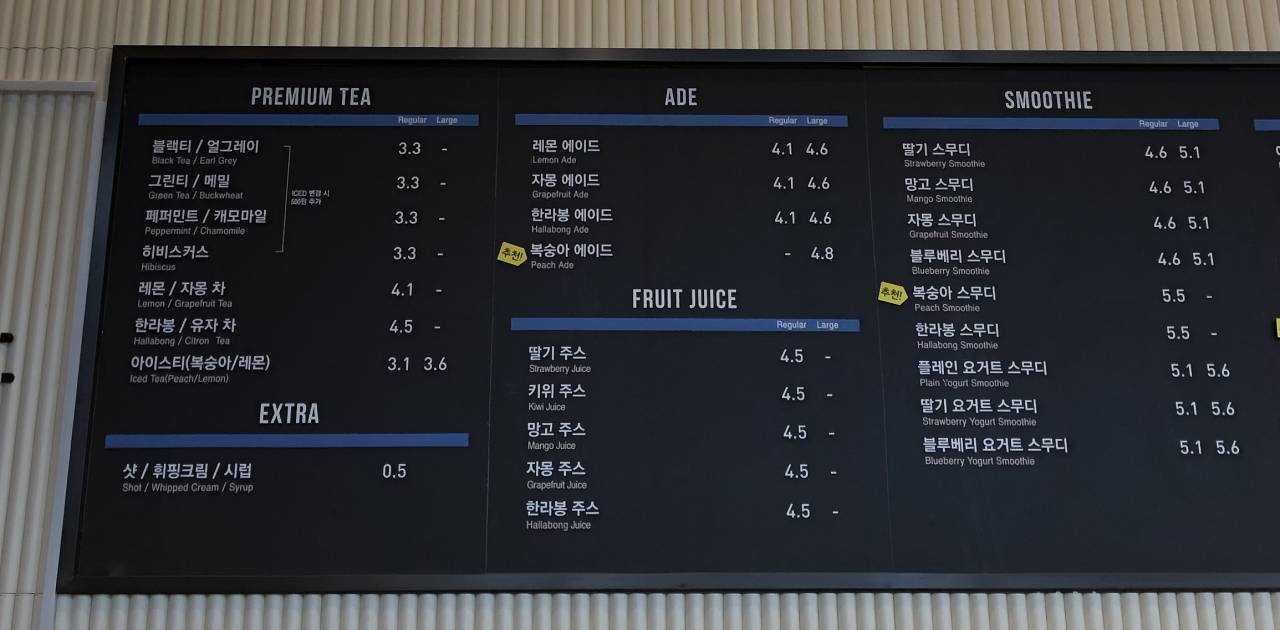 PREMIUM TEA
Regular Large
블랙티 / 얼그레이 3.3 -
Black Tea / Earl Grey
그린티 / 메밀 3.3 -
Green Tea / Buckwheat
ICED 변경 시
500원 추가
페퍼민트 / 캐모마일 3.3 -
Peppermint / Chamomile
히비스커스 3.3 -
Hibiscus
레몬 / 자몽 차 4.1 -
Lemon / Grapefruit Tea
한라봉 / 유자 차 4.5 -
Hallabong / Citron Tea
아이스티(복숭아/레몬) 3.1 3.6
Iced Tea(Peach/Lemon)
EXTRA
샷 / 휘핑크림 / 시럽 0.5
Shot / Whipped Cream / Syrup
ADE
Regular Large
레몬 에이드 4.1 4.6
Lemon Ade
자몽 에이드 4.1 4.6
Grapefruit Ade
한라봉 에이드 4.1 4.6
Hallabong Ade
추천! 복숭아 에이드 - 4.8
Peach Ade
FRUIT JUICE
Regular Large
딸기 주스 4.5 -
Strawberry Juice
키위 주스 4.5 -
Kiwi Juice
망고 주스 4.5 -
Mango Juice
자몽 주스 4.5 -
Grapefruit Juice
한라봉 주스 4.5 -
Hallabong Juice
SMOOTHIE
Regular Large
딸기 스무디 4.6 5.1
Strawberry Smoothie
망고 스무디 4.6 5.1
Mango Smoothie
자몽 스무디 4.6 5.1
Grapefruit Smoothie
블루베리 스무디 4.6 5.1
Blueberry Smoothie
추천! 복숭아 스무디 5.5 -
Peach Smoothie
한라봉 스무디 5.5 -
Hallabong Smoothie
플레인 요거트 스무디 5.1 5.6
Plain Yogurt Smoothie
딸기 요거트 스무디 5.1 5.6
Strawberry Yogurt Smoothie
블루베리 요거트 스무디 5.1 5.6
Blueberry Yogurt Smoothie